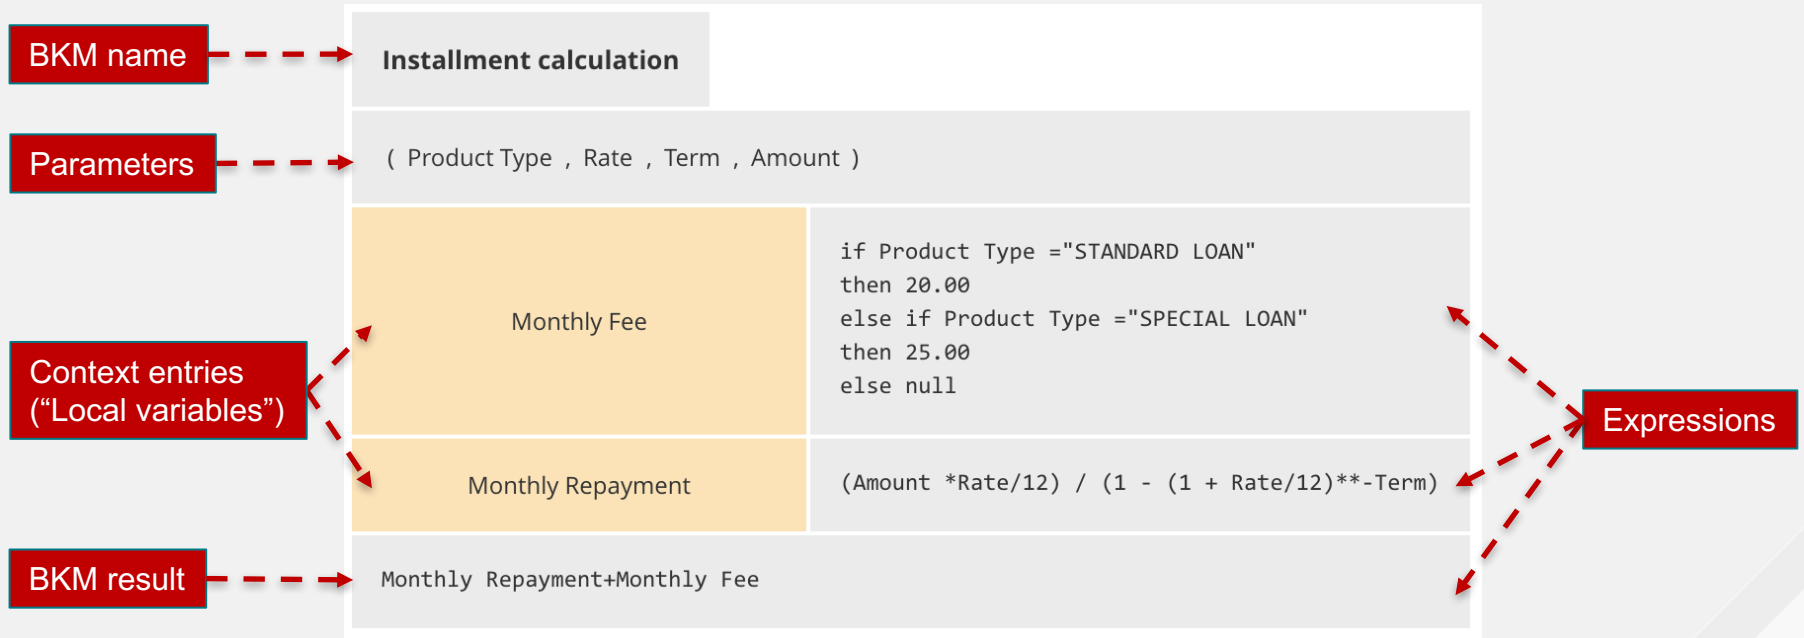 BKM name
Installment calculation
Parameters
( Product Type , Rate , Term , Amount )
Context entries
(“Local variables”)
Monthly Fee
if Product Type ="STANDARD LOAN"
then 20.00
else if Product Type ="SPECIAL LOAN"
then 25.00
else null
Expressions
Monthly Repayment
(Amount *Rate/12) / (1 - (1 + Rate/12)**-Term)
BKM result
Monthly Repayment+Monthly Fee